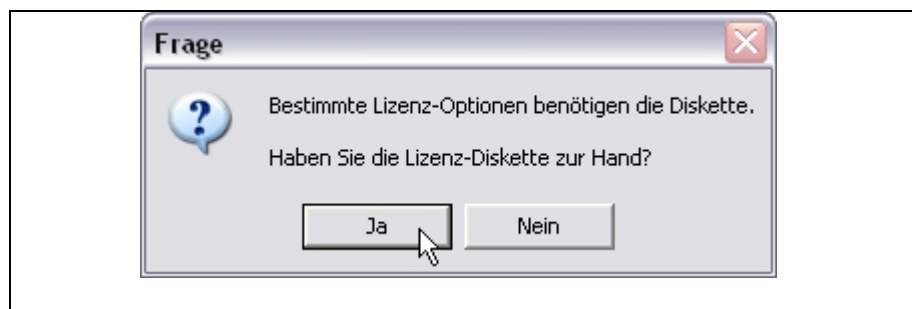 Frage
Bestimmte Lizenz-Optionen benötigen die Diskette.
Haben Sie die Lizenz-Diskette zur Hand?
Ja Nein